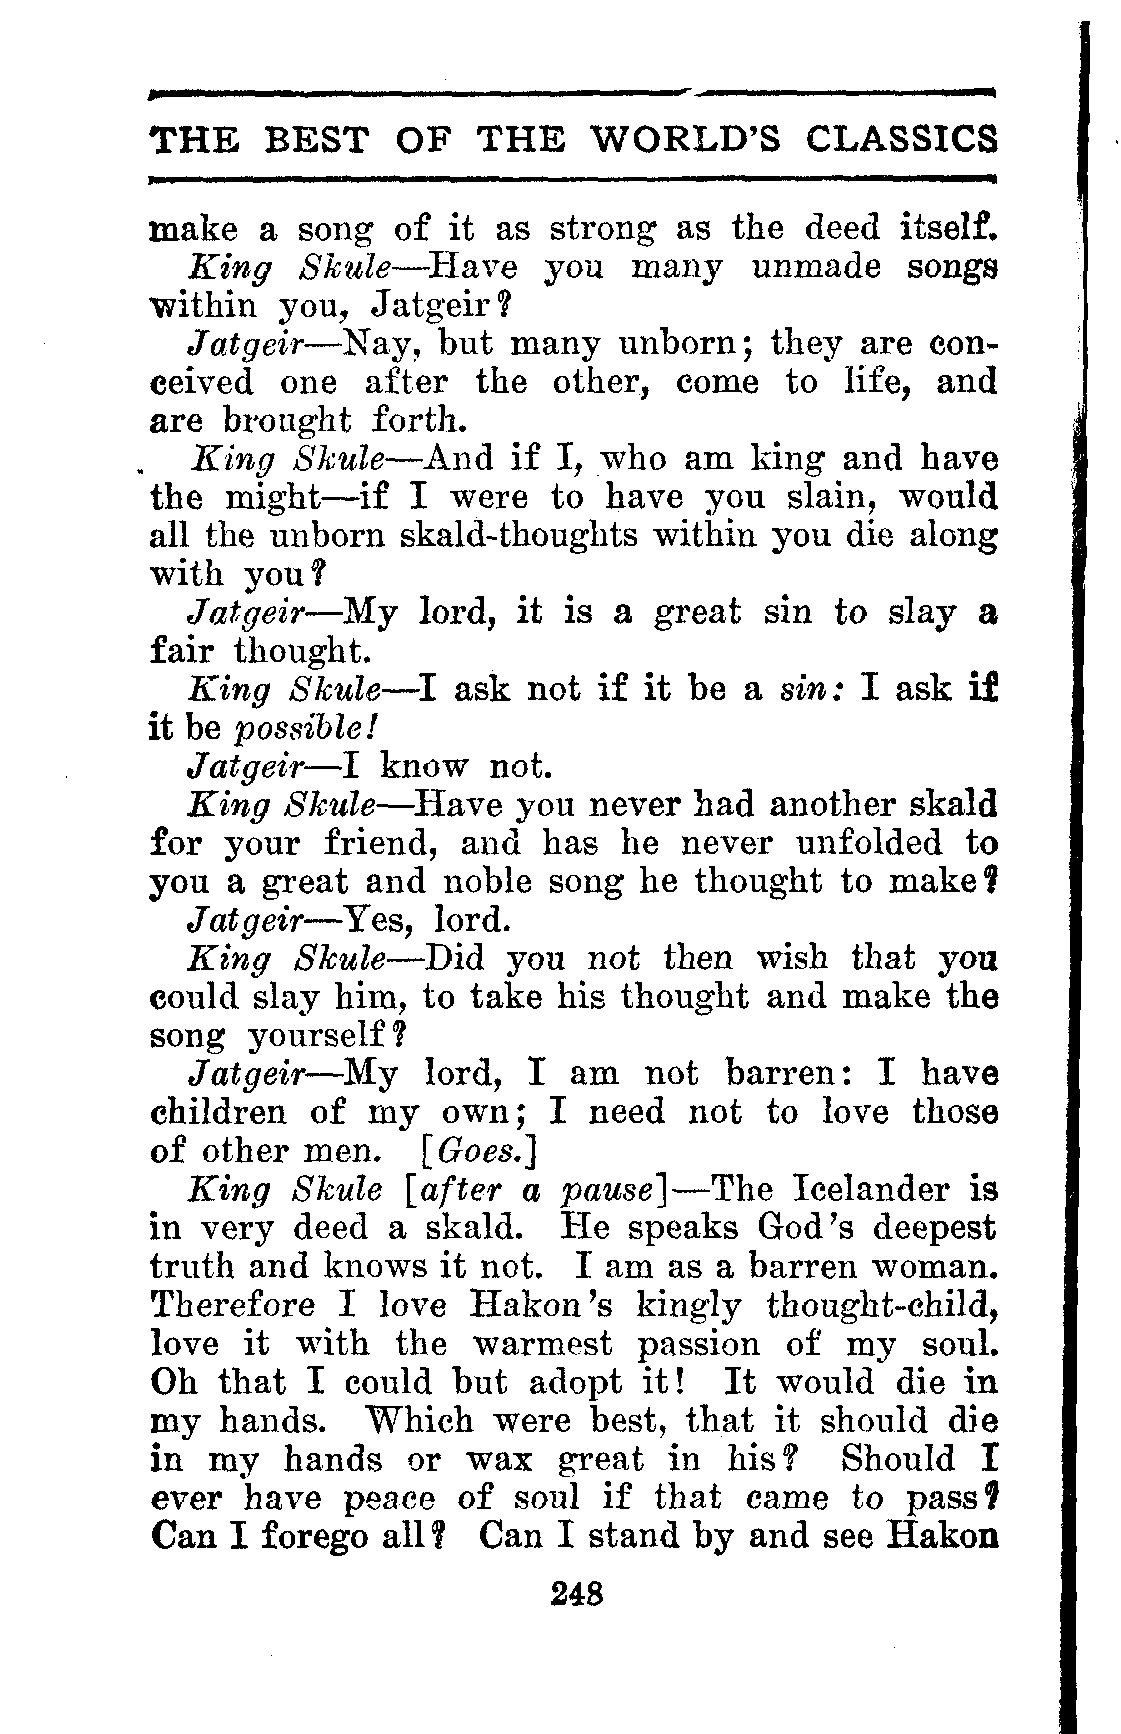 THE BEST OF THE WORLD'S CLASSICS
make a song of it as strong as the deed itself.
King Skule—Have you many unmade songs
within you, Jatgeir?
Jatgeir—Nay, but many unborn; they are con-
ceived one after the other, come to life, and
are brought forth.
King Skule—And if I, who am king and have
the might—if I were to have you slain, would
all the unborn skald-thoughts within you die along
with you?
Jatgeir—My lord, it is a great sin to slay a
fair thought.
King Skule—I ask not if it be a sin: I ask if
it be possible!
Jatgeir—I know not.
King Skule—Have you never had another skald
for your friend, and has he never unfolded to
you a great and noble song he thought to make?
Jatgeir—Yes, lord.
King Skule—Did you not then wish that you
could slay him, to take his thought and make the
song yourself?
Jatgeir—My lord, I am not barren: I have
children of my own; I need not to love those
of other men. [Goes.]
King Skule [after a pause]—The Icelander is
in very deed a skald. He speaks God's deepest
truth and knows it not. I am as a barren woman.
Therefore I love Hakon's kingly thought-child,
love it with the warmest passion of my soul.
Oh that I could but adopt it! It would die in
my hands. Which were best, that it should die
in my hands or wax great in his? Should I
ever have peace of soul if that came to pass?
Can I forego all? Can I stand by and see Hakon
248